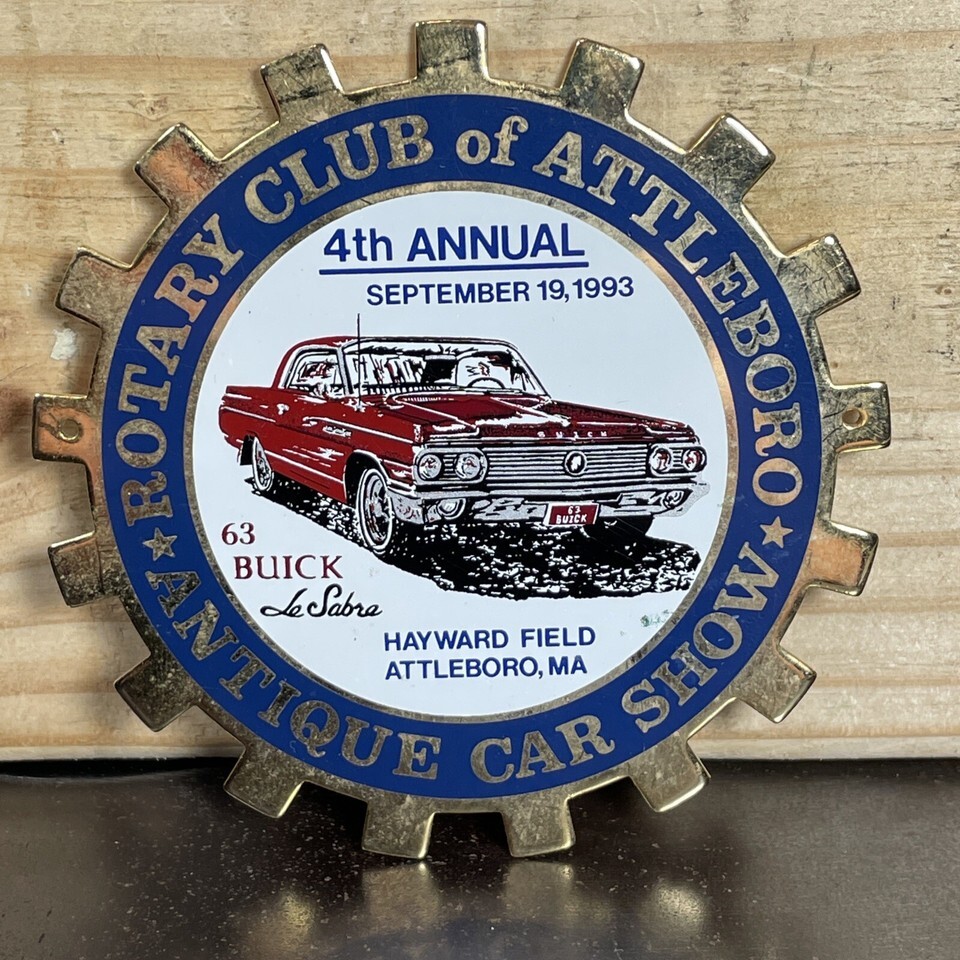 ROTARY CLUB of ATTLEBORO
4th ANNUAL
SEPTEMBER 19, 1993
BUICK
63
BUICK
63
BUICK
Le Sabre
HAYWARD FIELD
ATTLEBORO, MA
ANTIQUE CAR SHOW